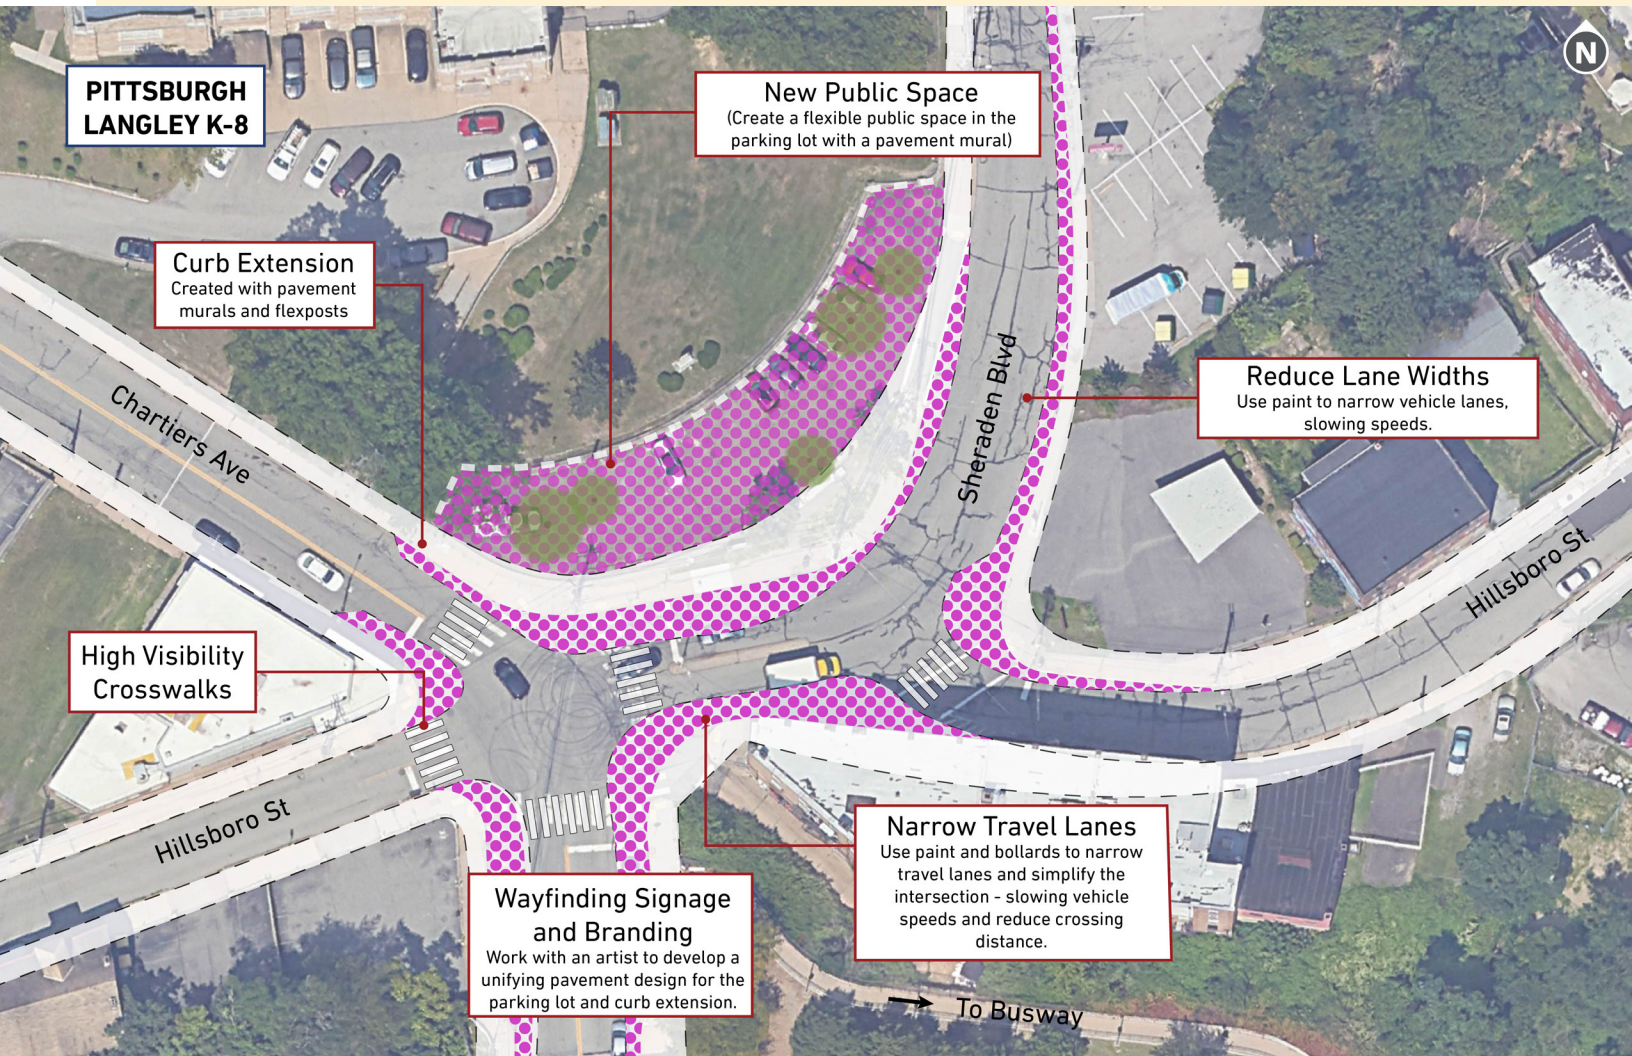 N
PITTSBURGH
LANGLEY K-8
New Public Space
(Create a flexible public space in the
parking lot with a pavement mural)
Curb Extension
Created with pavement
murals and flexposts
Chartiers Ave
Sheraden Blvd
Reduce Lane Widths
Use paint to narrow vehicle lanes,
slowing speeds.
Hillsboro St
High Visibility
Crosswalks
Hillsboro St
Narrow Travel Lanes
Use paint and bollards to narrow
travel lanes and simplify the
intersection - slowing vehicle
speeds and reduce crossing
distance.
Wayfinding Signage
and Branding
Work with an artist to develop a
unifying pavement design for the
parking lot and curb extension.
To Busway